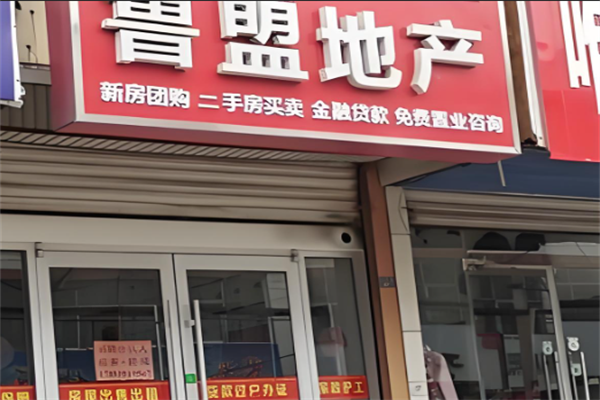 鲁盟地产
新房团购 二手房买卖 金融贷款 免费置业咨询
房屋出售出租
贷款过户办证